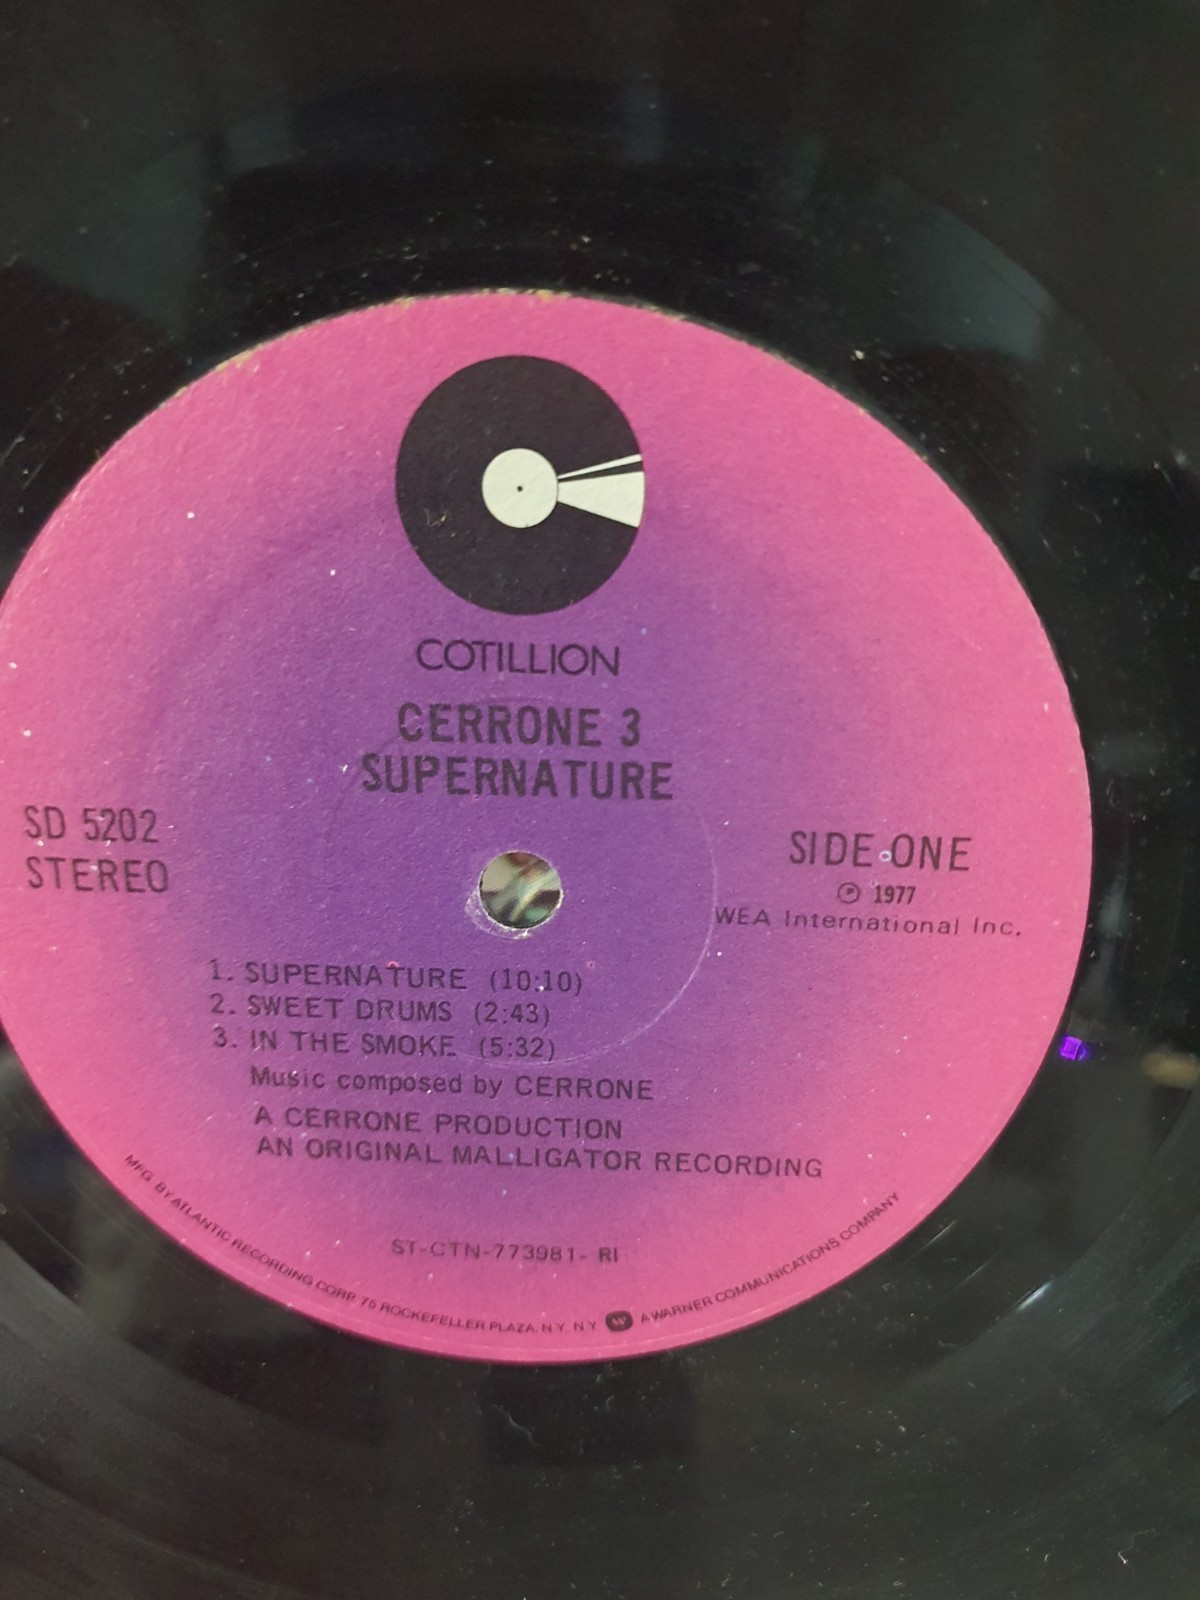 COTILLION
CERRONE 3
SUPERNATURE
SD 5202
STEREO
SIDE ONE
Ⓟ 1977
WEA International Inc.
1. SUPERNATURE (10:10)
2. SWEET DRUMS (2:43)
3. IN THE SMOKE (5:32)
Music composed by CERRONE
A CERRONE PRODUCTION
AN ORIGINAL MALLIGATOR RECORDING
ST-CTN-773981-RI
MFG BY ATLANTIC RECORDING CORP. 75 ROCKEFELLER PLAZA, N.Y. N.Y. W A WARNER COMMUNICATIONS COMPANY